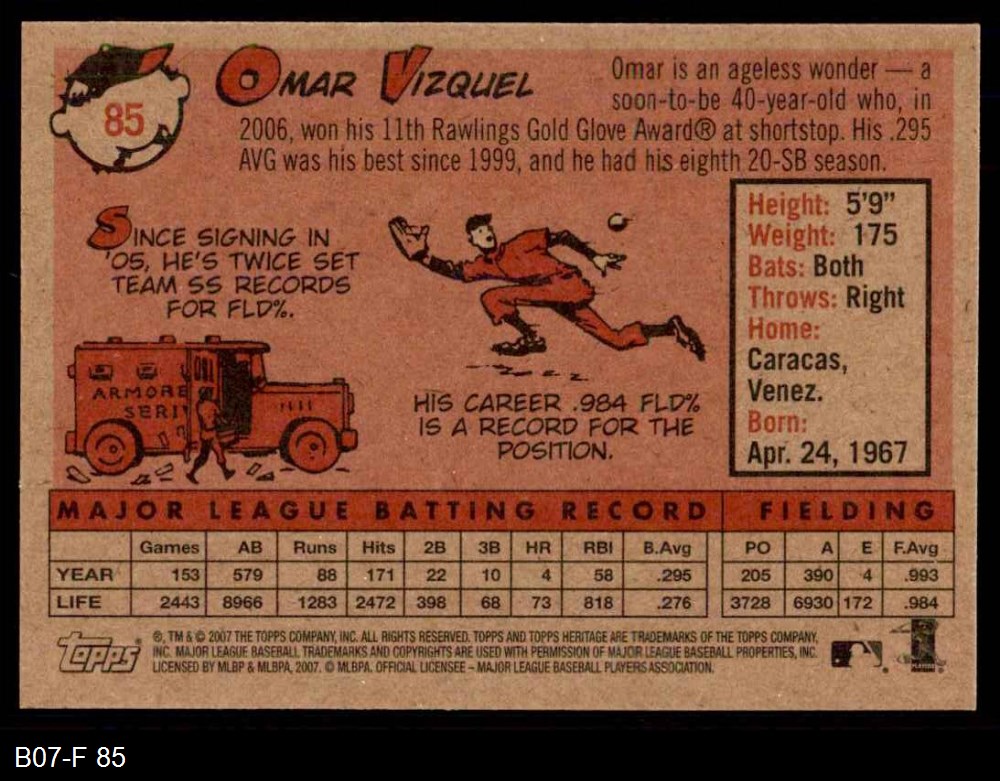 85
OMAR VIZQUEL
Omar is an ageless wonder — a
soon-to-be 40-year-old who, in
2006, won his 11th Rawlings Gold Glove Award® at shortstop. His .295
AVG was his best since 1999, and he had his eighth 20-SB season.
SINCE SIGNING IN
'05, HE'S TWICE SET
TEAM SS RECORDS
FOR FLD%.
ARMORE
SERV
HIS CAREER .984 FLD%
IS A RECORD FOR THE
POSITION.
Height: 5'9"
Weight: 175
Bats: Both
Throws: Right
Home:
Caracas,
Venez.
Born:
Apr. 24, 1967
MAJOR LEAGUE BATTING RECORD FIELDING
Games AB Runs Hits 2B 3B HR RBI B.Avg PO A E F.Avg
YEAR 153 579 88 171 22 10 4 58 .295 205 390 4 .993
LIFE 2443 8966 1283 2472 398 68 73 818 .276 3728 6930 172 .984
Topps
®, TM & © 2007 THE TOPPS COMPANY, INC. ALL RIGHTS RESERVED. TOPPS AND TOPPS HERITAGE ARE TRADEMARKS OF THE TOPPS COMPANY,
INC. MAJOR LEAGUE BASEBALL TRADEMARKS AND COPYRIGHTS ARE USED WITH PERMISSION OF MAJOR LEAGUE BASEBALL PROPERTIES, INC.
LICENSED BY MLBP & MLBPA, 2007. © MLBPA. OFFICIAL LICENSEE – MAJOR LEAGUE BASEBALL PLAYERS ASSOCIATION.
B07-F 85